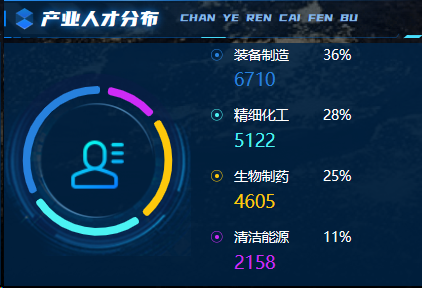 产业人才分布 CHAN YE REN CAI FEN BU
装备制造 36%
6710
精细化工 28%
5122
生物制药 25%
4605
清洁能源 11%
2158